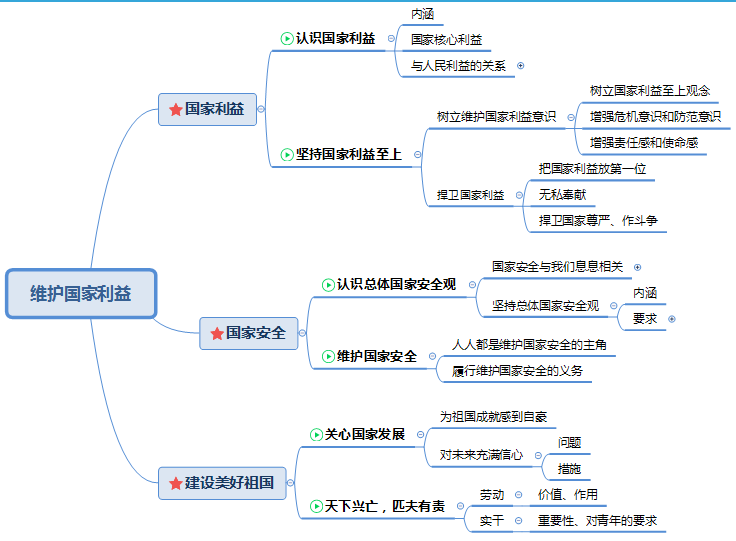 维护国家利益
国家利益
认识国家利益
内涵
国家核心利益
与人民利益的关系
坚持国家利益至上
树立维护国家利益意识
树立国家利益至上观念
增强危机意识和防范意识
增强责任感和使命感
捍卫国家利益
把国家利益放第一位
无私奉献
捍卫国家尊严、作斗争
国家安全
认识总体国家安全观
国家安全与我们息息相关
坚持总体国家安全观
内涵
要求
维护国家安全
人人都是维护国家安全的主角
履行维护国家安全的义务
建设美好祖国
关心国家发展
为祖国成就感到自豪
对未来充满信心
问题
措施
天下兴亡，匹夫有责
劳动
价值、作用
实干
重要性、对青年的要求